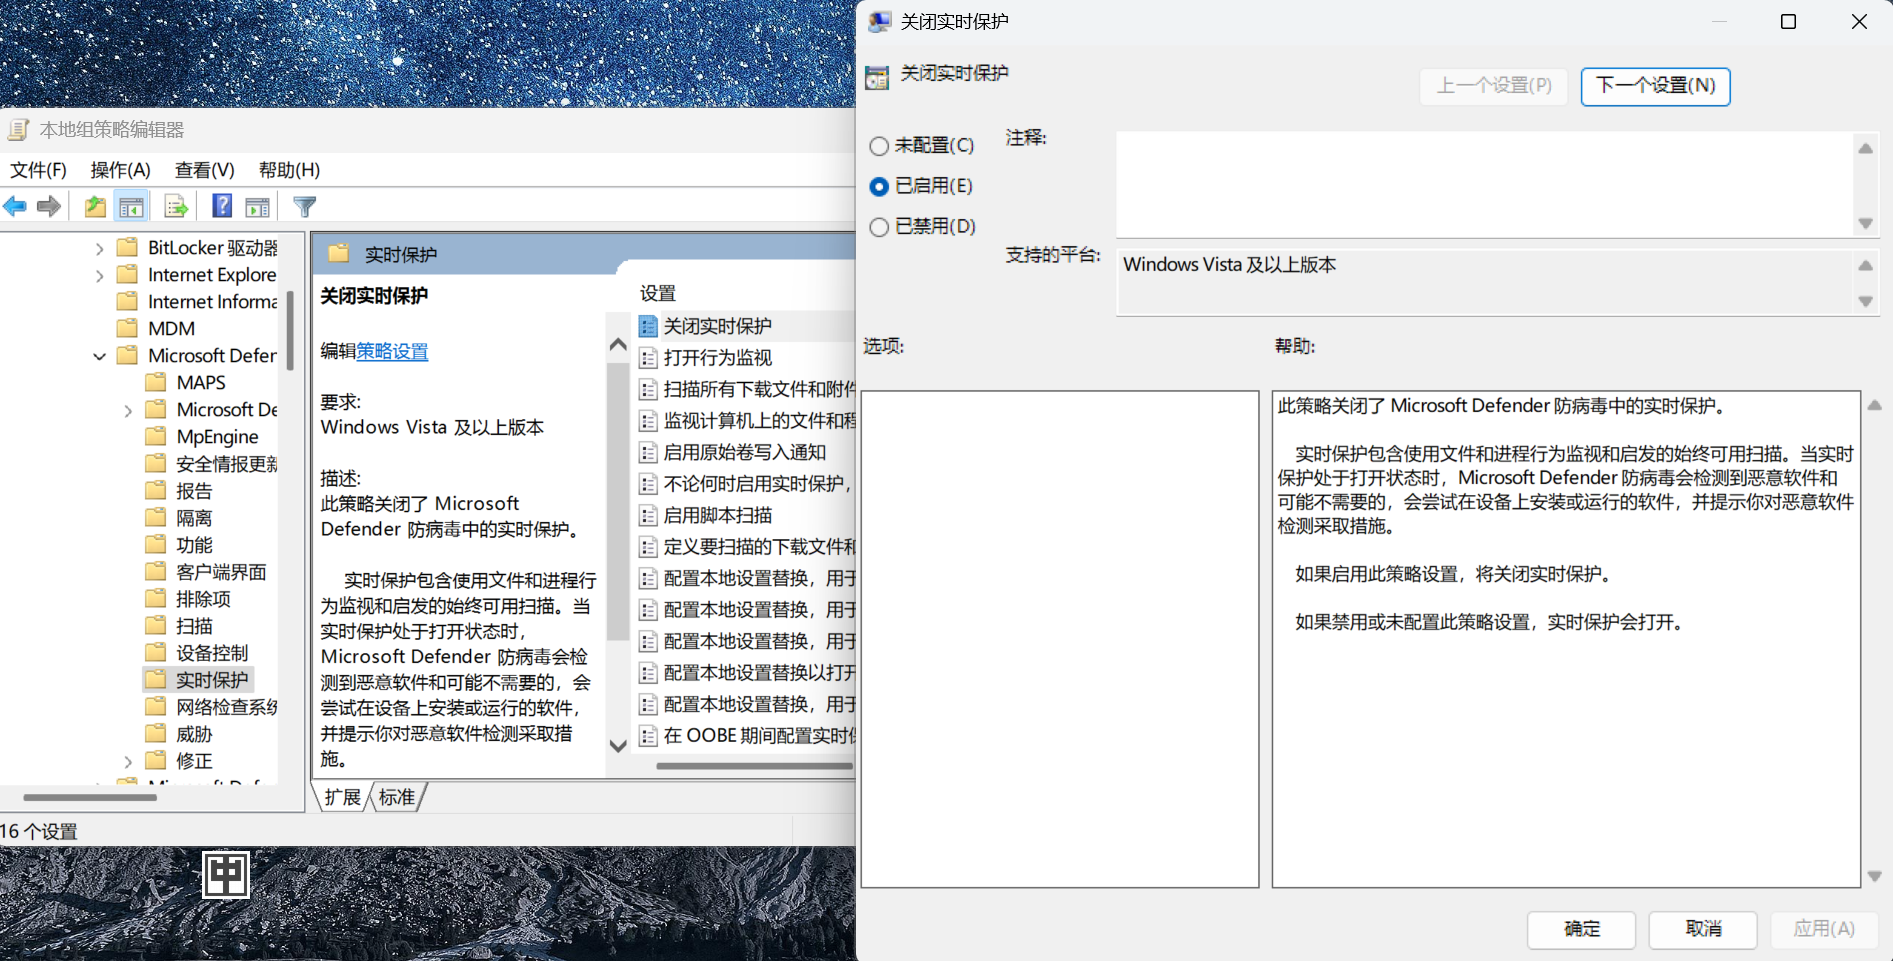 本地组策略编辑器
文件(F) 操作(A) 查看(V) 帮助(H)
BitLocker 驱动器
Internet Explore
Internet Informa
MDM
Microsoft Defer
MAPS
Microsoft De
MpEngine
安全情报更新
报告
隔离
功能
客户端界面
排除项
扫描
设备控制
实时保护
网络检查系统
威胁
修正
实时保护
关闭实时保护
编辑策略设置
要求:
Windows Vista 及以上版本
描述:
此策略关闭了 Microsoft
Defender 防病毒中的实时保护。
实时保护包含使用文件和进程行
为监视和启发的始终可用扫描。当
实时保护处于打开状态时，
Microsoft Defender 防病毒会检
测到恶意软件和可能不需要的，会
尝试在设备上安装或运行的软件，
并提示你对恶意软件检测采取措
施。
设置
关闭实时保护
打开行为监视
扫描所有下载文件和附件
监视计算机上的文件和程
启用原始卷写入通知
不论何时启用实时保护，
启用脚本扫描
定义要扫描的下载文件和
配置本地设置替换，用于
配置本地设置替换，用于
配置本地设置替换，用于
配置本地设置替换以打开
配置本地设置替换，用于
在 OOBE 期间配置实时保
扩展 标准
16 个设置
中
关闭实时保护
关闭实时保护
上一个设置(P) 下一个设置(N)
未配置(C)
已启用(E)
已禁用(D)
注释:
支持的平台:
Windows Vista 及以上版本
选项:
帮助:
此策略关闭了 Microsoft Defender 防病毒中的实时保护。
实时保护包含使用文件和进程行为监视和启发的始终可用扫描。当实时
保护处于打开状态时，Microsoft Defender 防病毒会检测到恶意软件和
可能不需要的，会尝试在设备上安装或运行的软件，并提示你对恶意软件
检测采取措施。
如果启用此策略设置，将关闭实时保护。
如果禁用或未配置此策略设置，实时保护会打开。
确定 取消 应用(A)